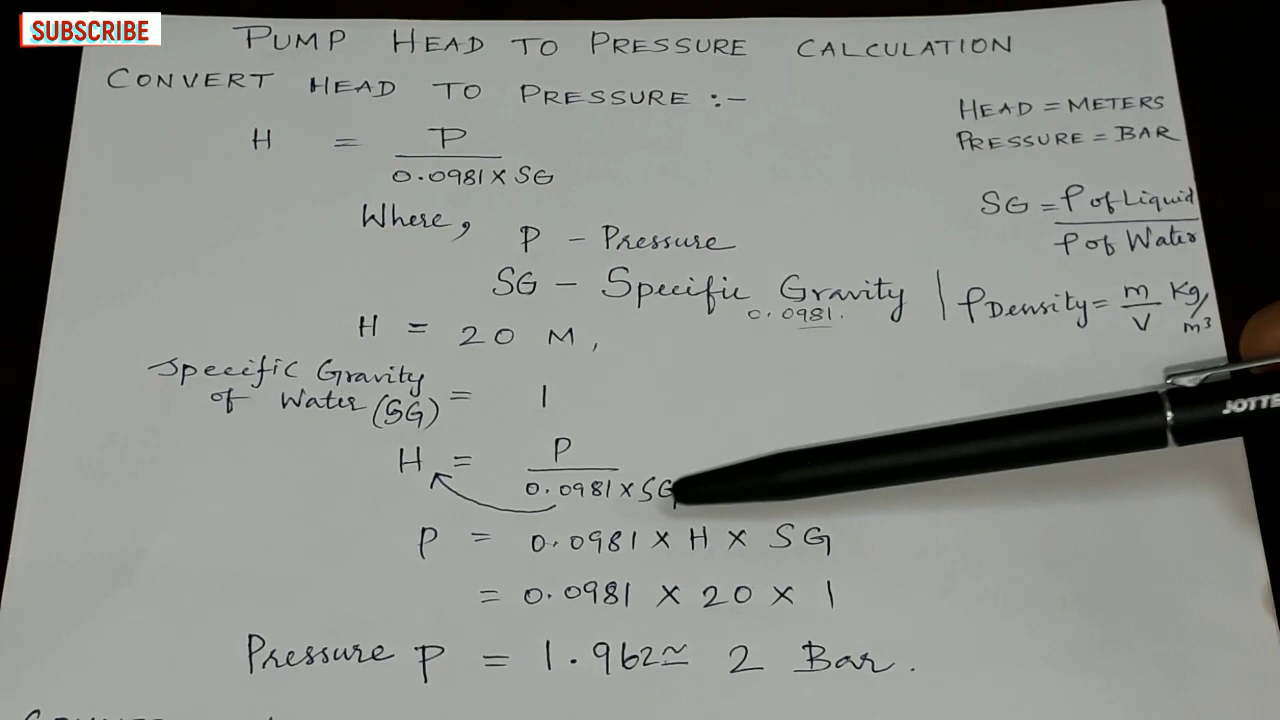 SUBSCRIBE
PUMP HEAD TO PRESSURE CALCULATION
CONVERT HEAD TO PRESSURE :-
HEAD = METERS
PRESSURE = BAR
H = P
0.0981 X SG
SG = ρ of Liquid
ρ of Water
Where, P - Pressure
SG - Specific Gravity | ρ Density = m/V Kg/m³
0.0981.
H = 20 M,
Specific Gravity
of Water (SG) = 1
H = P
0.0981 X SG
P = 0.0981 X H X SG
= 0.0981 X 20 X 1
Pressure P = 1.962 ≃ 2 Bar.
JOTTE